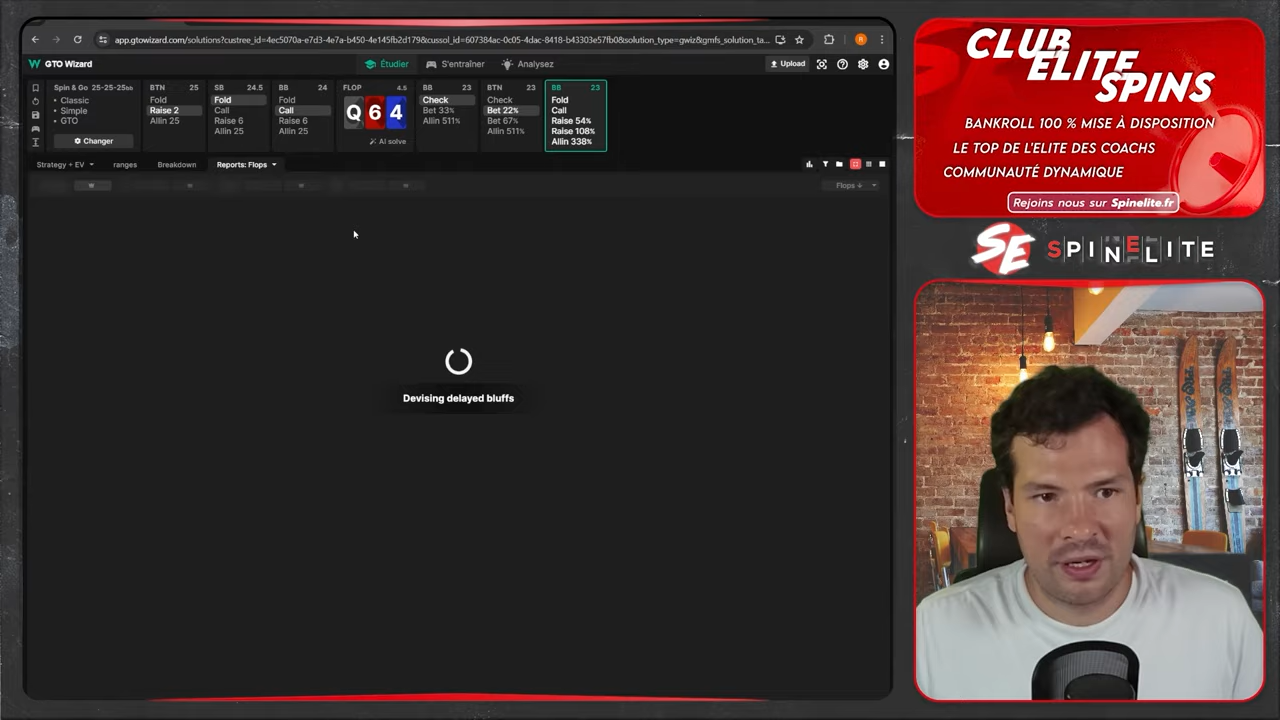 app.gtowizard.com/solutions?custree_id=4ec5070a-e7d3-4e7a-b450-4e145fb2d179&cussol_id=607384ac-0c05-4dac-8418-b43303e57fb0&solution_type=gwiz&gmfs_solution_ta...
R
GTO Wizard
Étudier
S'entraîner
Analysez
Upload
Spin & Go 25-25-25bb
• Classic
• Simple
• GTO
Changer
BTN 25
Fold
Raise 2
Allin 25
SB 24.5
Fold
Call
Raise 6
Allin 25
BB 24
Fold
Call
Raise 6
Allin 25
FLOP 4.5
Q 6 4
AI solve
BB 23
Check
Bet 33%
Allin 511%
BTN 23
Check
Bet 22%
Bet 67%
Allin 511%
BB 23
Fold
Call
Raise 54%
Raise 108%
Allin 338%
Strategy + EV
ranges
Breakdown
Reports: Flops
Flops
Devising delayed bluffs
CLUB
ELITE
SPINS
BANKROLL 100 % MISE À DISPOSITION
LE TOP DE L'ELITE DES COACHS
COMMUNAUTÉ DYNAMIQUE
Rejoins nous sur Spinelite.fr
SE SPINELITE